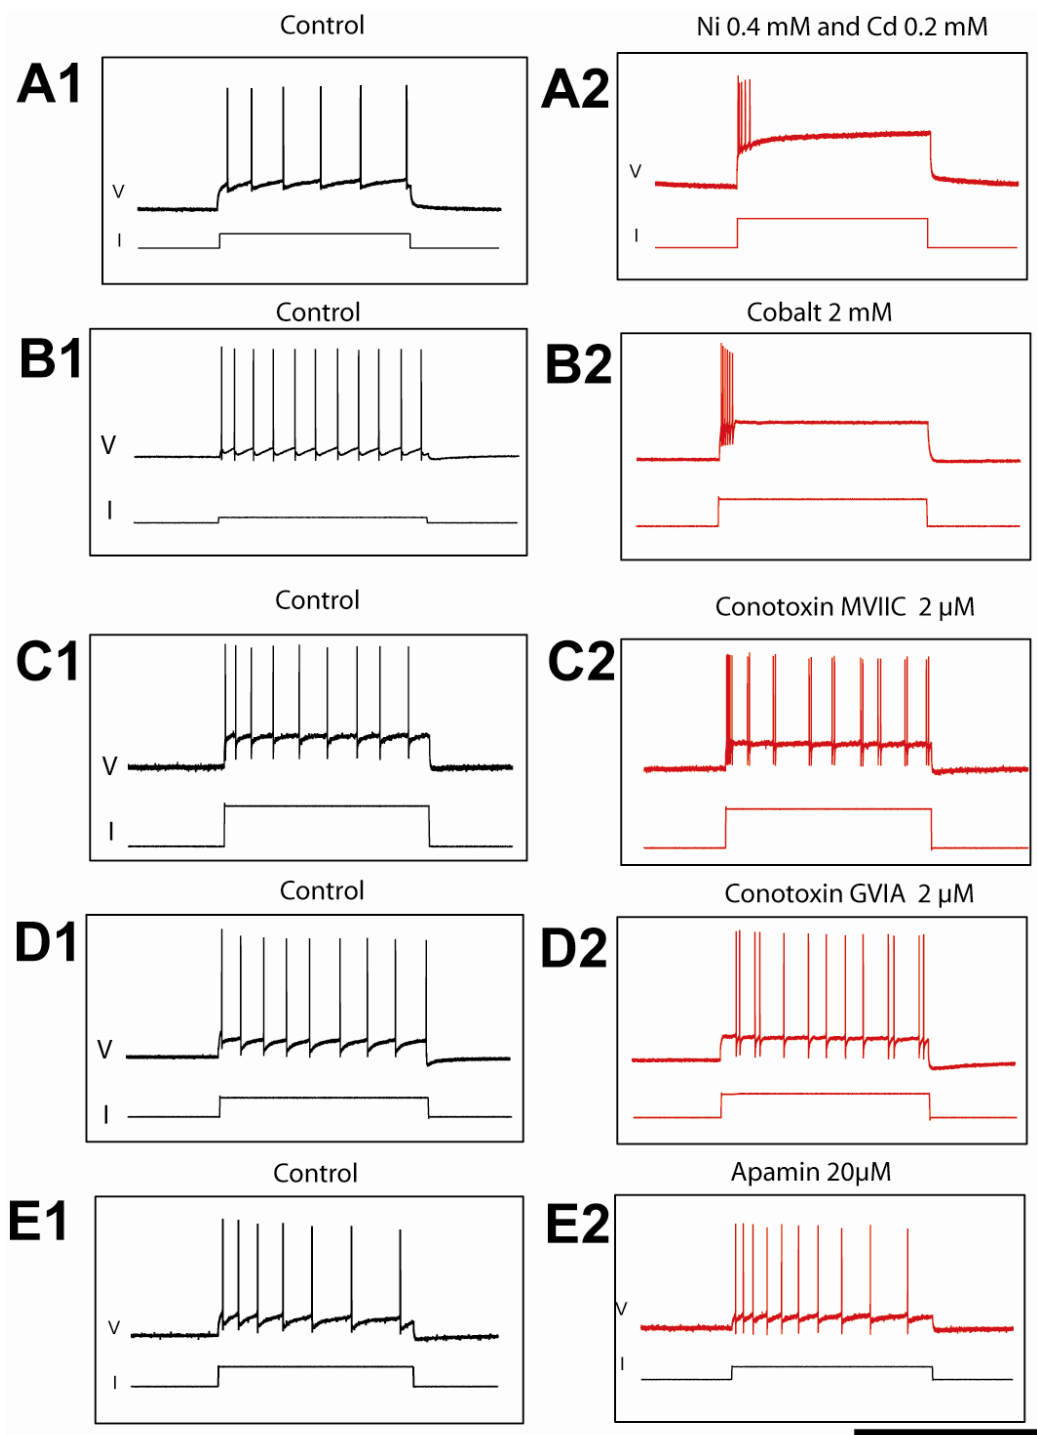 Control
Ni 0.4 mM and Cd 0.2 mM
A1
A2
V
I
V
I
Control
Cobalt 2 mM
B1
B2
V
I
Control
Conotoxin MVIIC 2 μM
C1
C2
V
I
Control
Conotoxin GVIA 2 μM
D1
D2
V
I
Control
Apamin 20μM
E1
E2
V
I
V
I